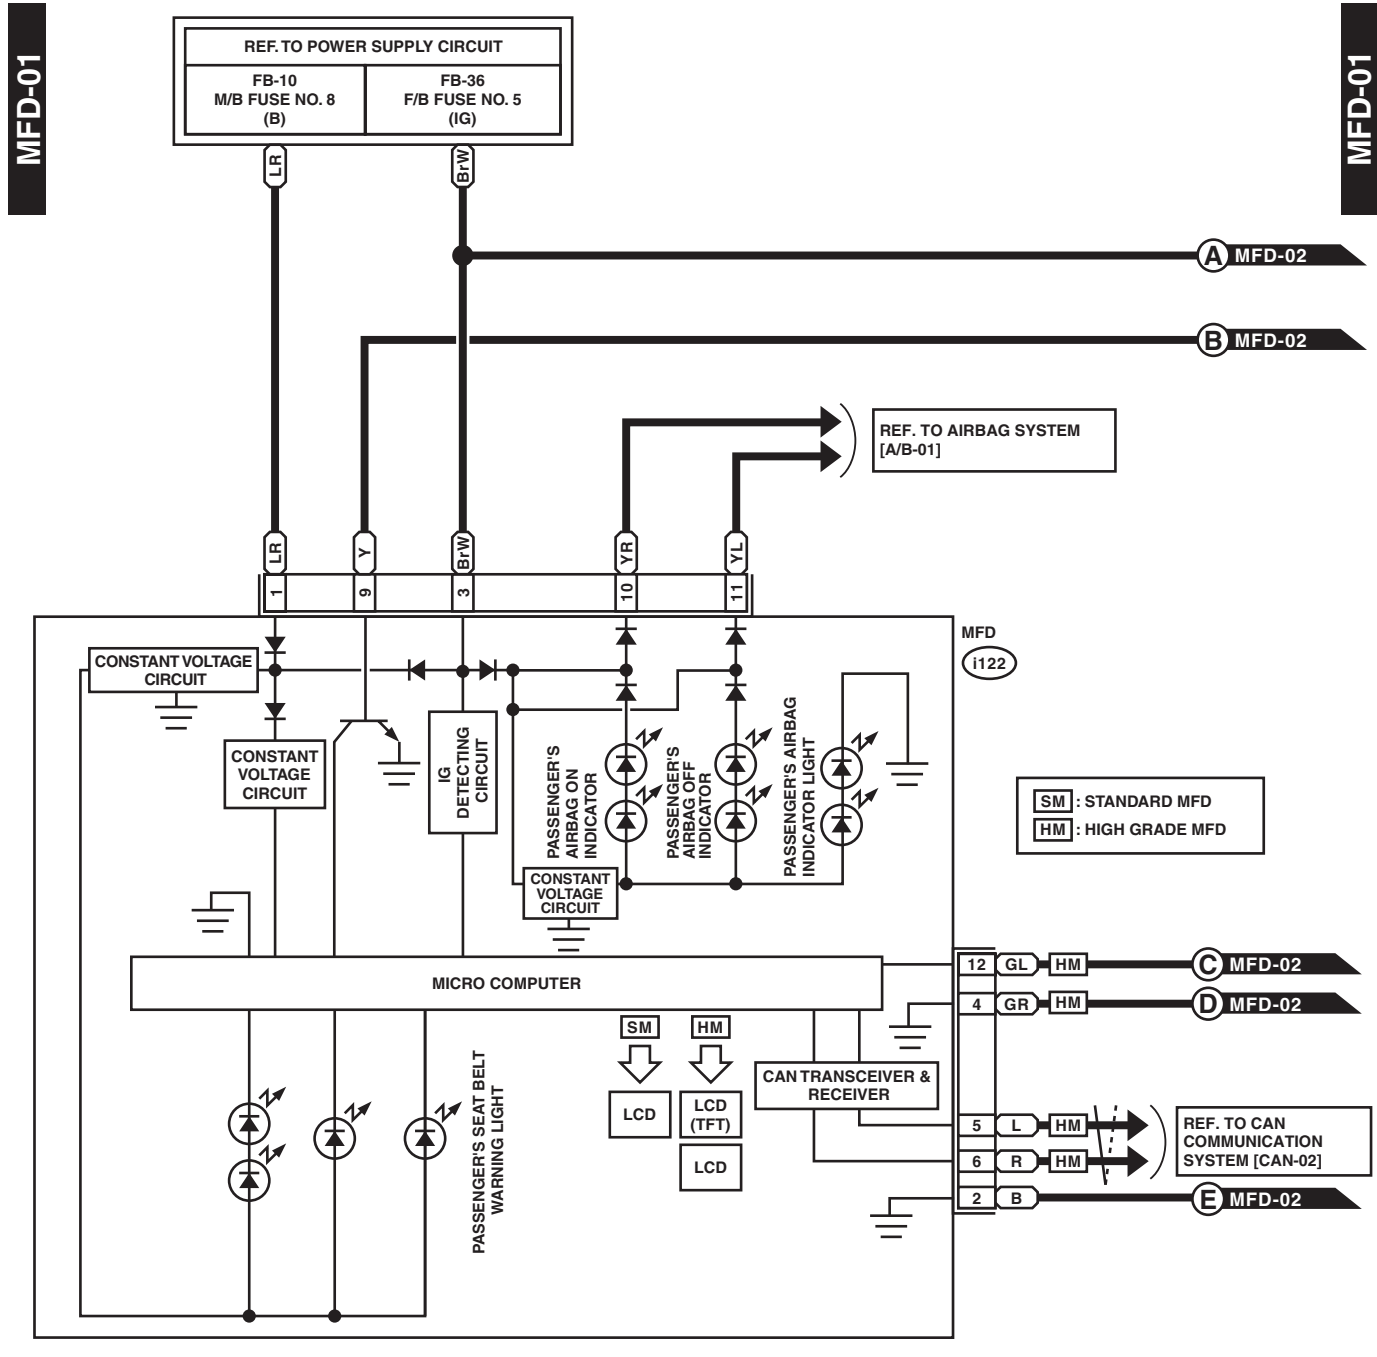 MFD-01
MFD-01
REF. TO POWER SUPPLY CIRCUIT
FB-10
M/B FUSE NO. 8
(B)
FB-36
F/B FUSE NO. 5
(IG)
LR
BrW
A MFD-02
B MFD-02
REF. TO AIRBAG SYSTEM
[A/B-01]
LR
Y
BrW
YR
YL
1
9
3
10
11
MFD
i122
CONSTANT VOLTAGE
CIRCUIT
CONSTANT
VOLTAGE
CIRCUIT
IG
DETECTING
CIRCUIT
PASSENGER'S
AIRBAG ON
INDICATOR
PASSENGER'S
AIRBAG OFF
INDICATOR
PASSENGER'S AIRBAG
INDICATOR LIGHT
SM : STANDARD MFD
HM : HIGH GRADE MFD
CONSTANT
VOLTAGE
CIRCUIT
MICRO COMPUTER
12 GL HM C MFD-02
4 GR HM D MFD-02
SM
HM
LCD
LCD
(TFT)
LCD
CAN TRANSCEIVER &
RECEIVER
PASSENGER'S SEAT BELT
WARNING LIGHT
5 L HM
6 R HM
REF. TO CAN
COMMUNICATION
SYSTEM [CAN-02]
2 B E MFD-02